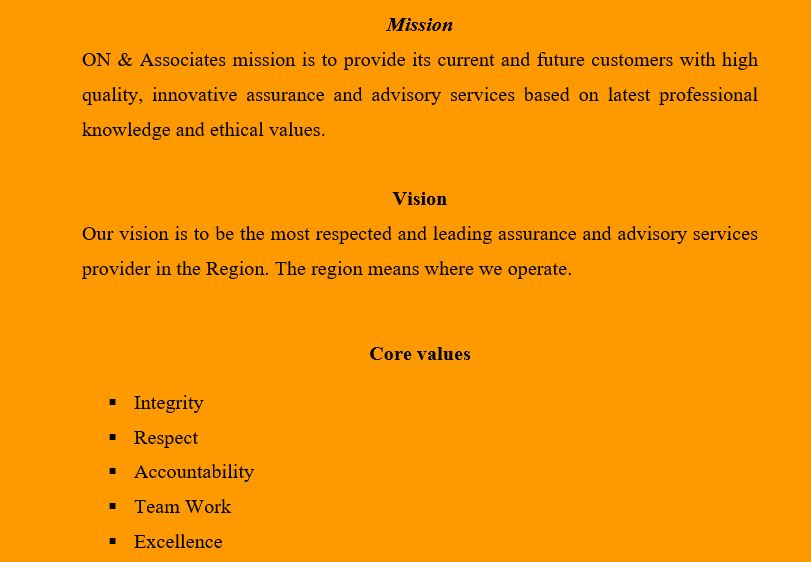 Mission
ON & Associates mission is to provide its current and future customers with high
quality, innovative assurance and advisory services based on latest professional
knowledge and ethical values.
Vision
Our vision is to be the most respected and leading assurance and advisory services
provider in the Region. The region means where we operate.
Core values
▪ Integrity
▪ Respect
▪ Accountability
▪ Team Work
▪ Excellence